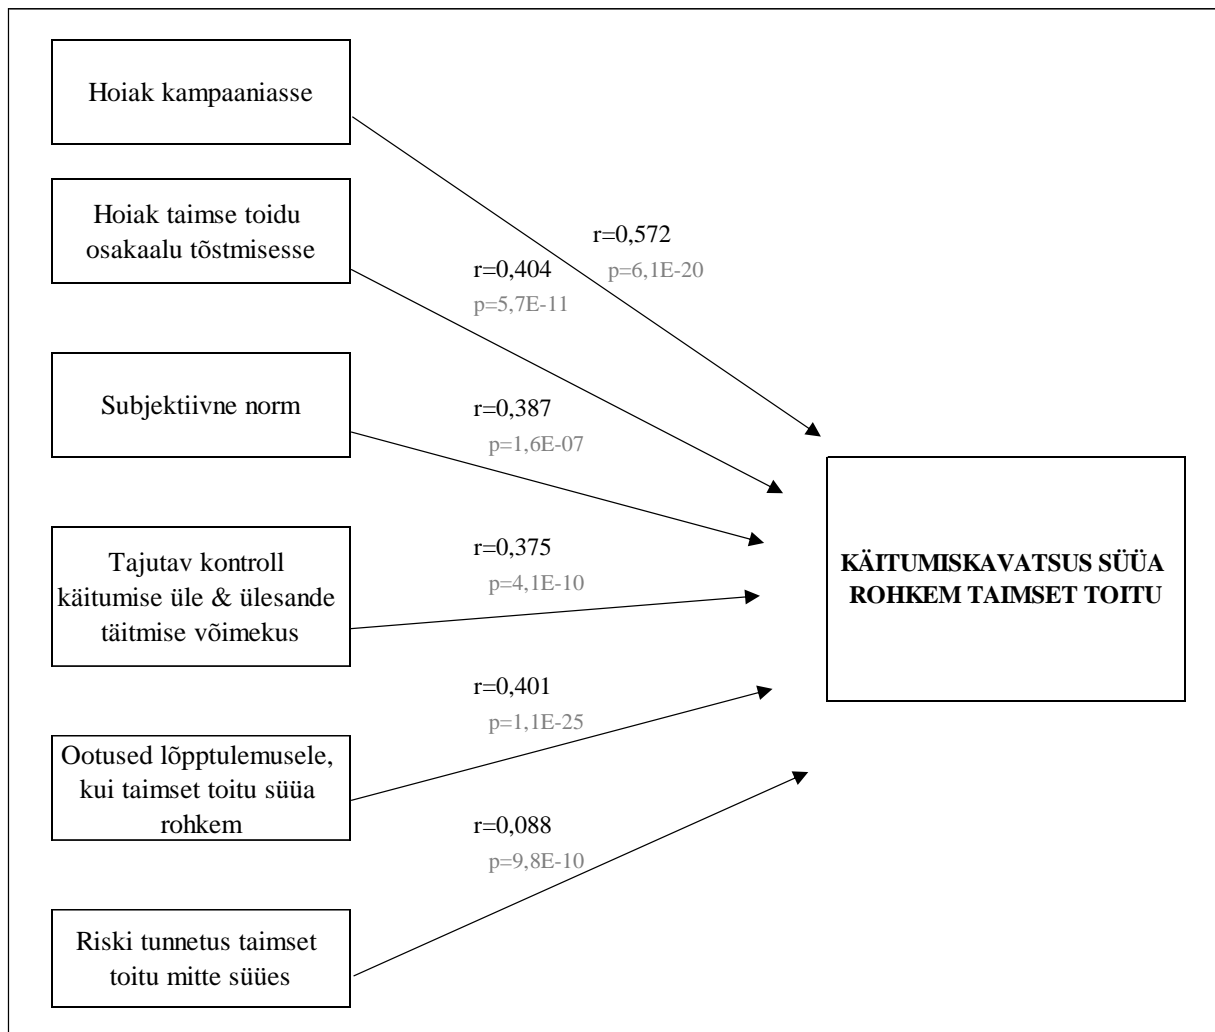 Hoiak kampaaniasse
Hoiak taimse toidu
osakaalu tõstmisesse
r=0,572
p=6,1E-20
r=0,404
p=5,7E-11
Subjektiivne norm
r=0,387
p=1,6E-07
Tajutav kontroll
käitumise üle & ülesande
täitmise võimekus
r=0,375
p=4,1E-10
KÄITUMISKAVATSUS SÜÜA
ROHKEM TAIMSET TOITU
Ootused lõpptulemusele,
kui taimset toitu süüa
rohkem
r=0,401
p=1,1E-25
r=0,088
p=9,8E-10
Riski tunnetus taimset
toitu mitte süües